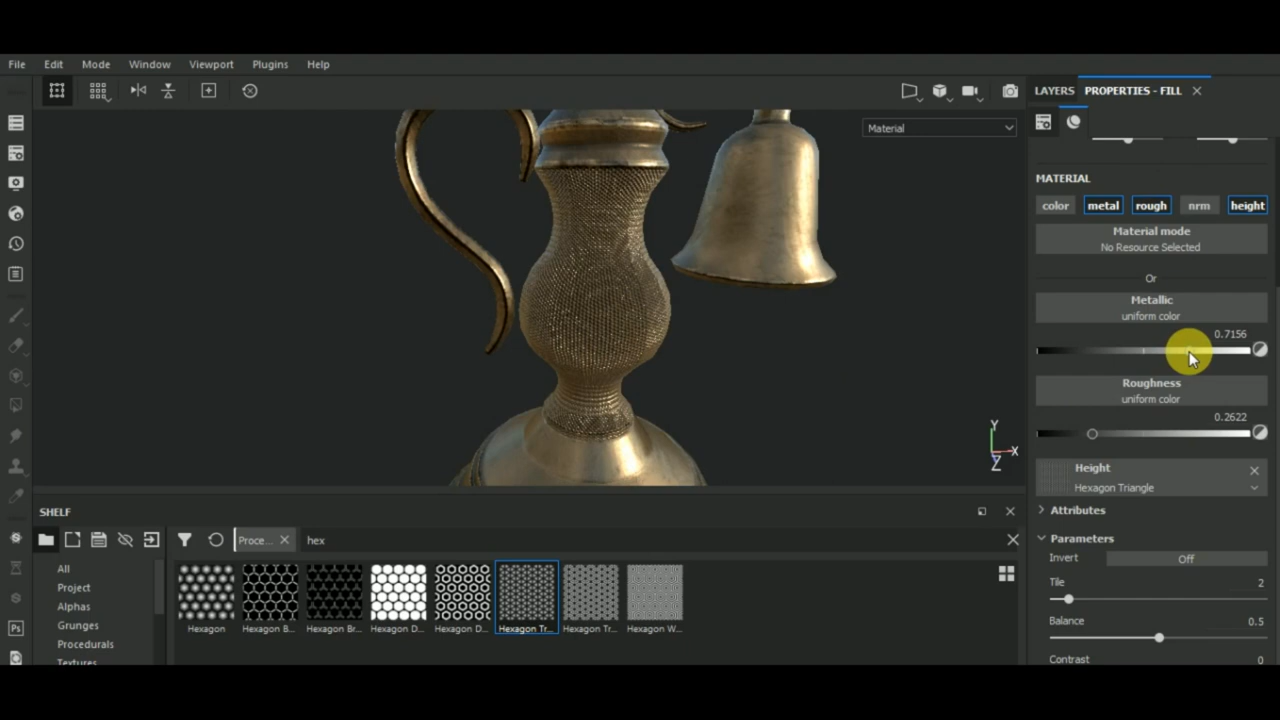 File Edit Mode Window Viewport Plugins Help
LAYERS PROPERTIES - FILL
Material
MATERIAL
color metal rough nrm height
Material mode
No Resource Selected
Or
Metallic
uniform color
0.7156
Roughness
uniform color
0.2622
Height
Hexagon Triangle
Attributes
Parameters
Invert Off
Tile 2
Balance 0.5
Contrast 0
Y
X
Z
SHELF
Proce... hex
All
Project
Alphas
Grunges
Procedurals
Textures
Hexagon Hexagon B... Hexagon Br... Hexagon D... Hexagon D... Hexagon Tr... Hexagon Tr... Hexagon W...
Ps